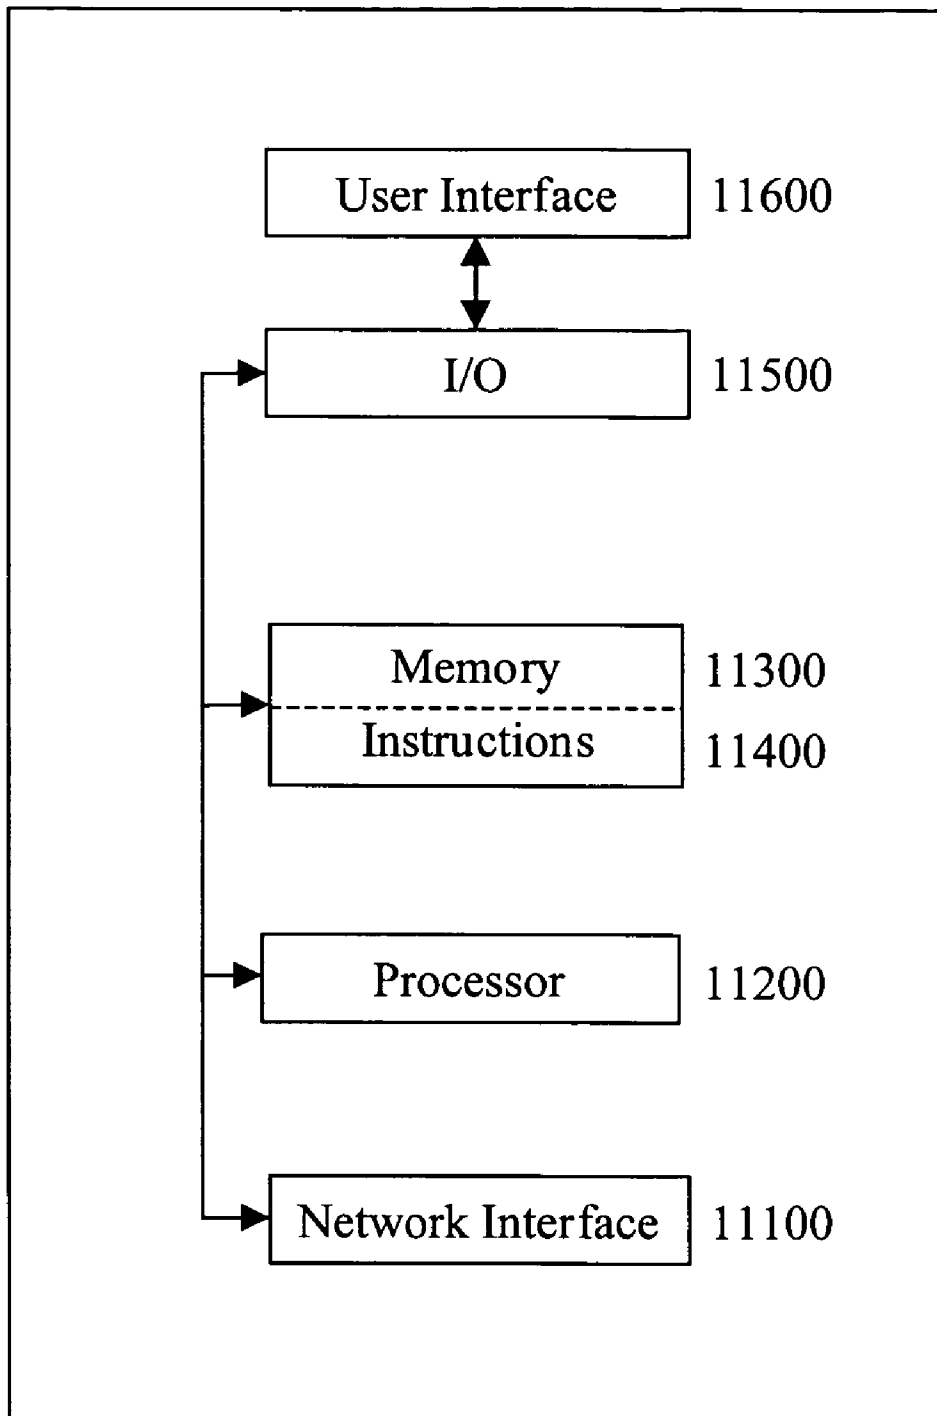 User Interface 11600
I/O 11500
Memory 11300
Instructions 11400
Processor 11200
Network Interface 11100